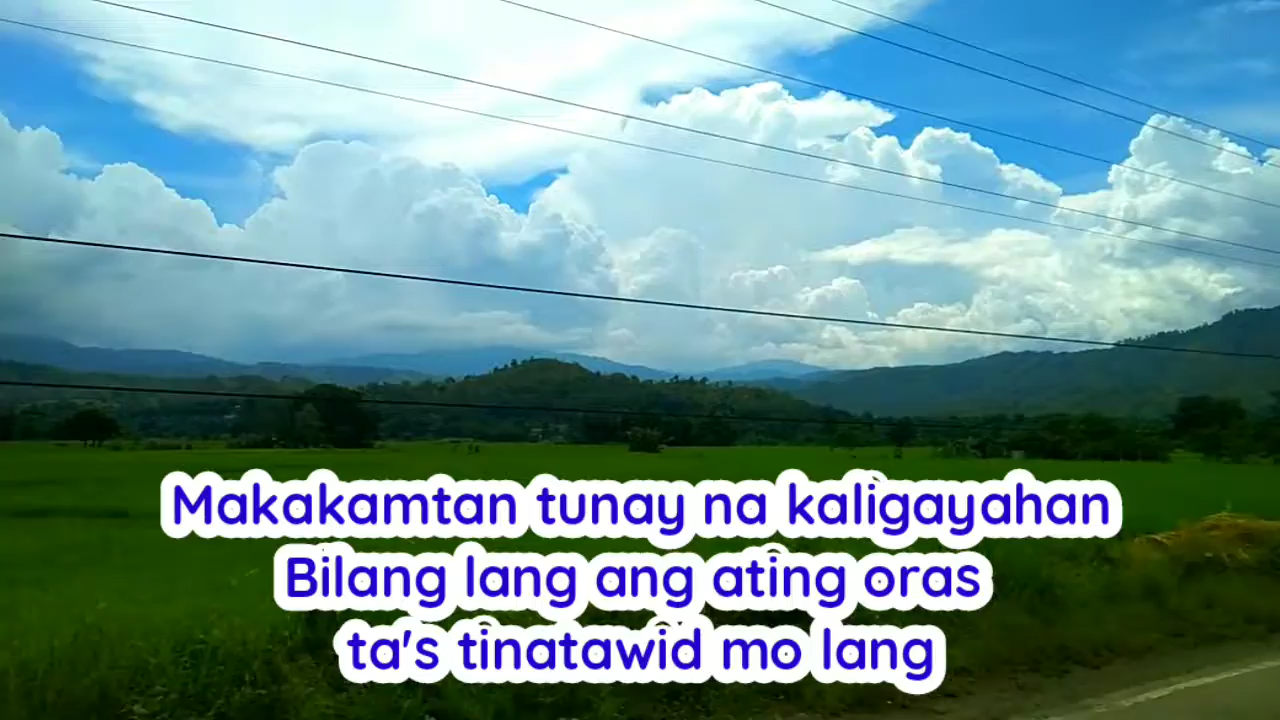 Makakamtan tunay na kaligayahan
Bilang lang ang ating oras
ta's tinatawid mo lang